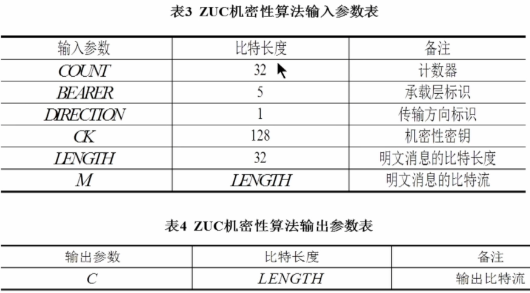 表3 ZUC机密性算法输入参数表
输入参数 比特长度 备注
COUNT 32 计数器
BEARER 5 承载层标识
DIRECTION 1 传输方向标识
CK 128 机密性密钥
LENGTH 32 明文消息的比特长度
M LENGTH 明文消息的比特流
表4 ZUC机密性算法输出参数表
输出参数 比特长度 备注
C LENGTH 输出比特流